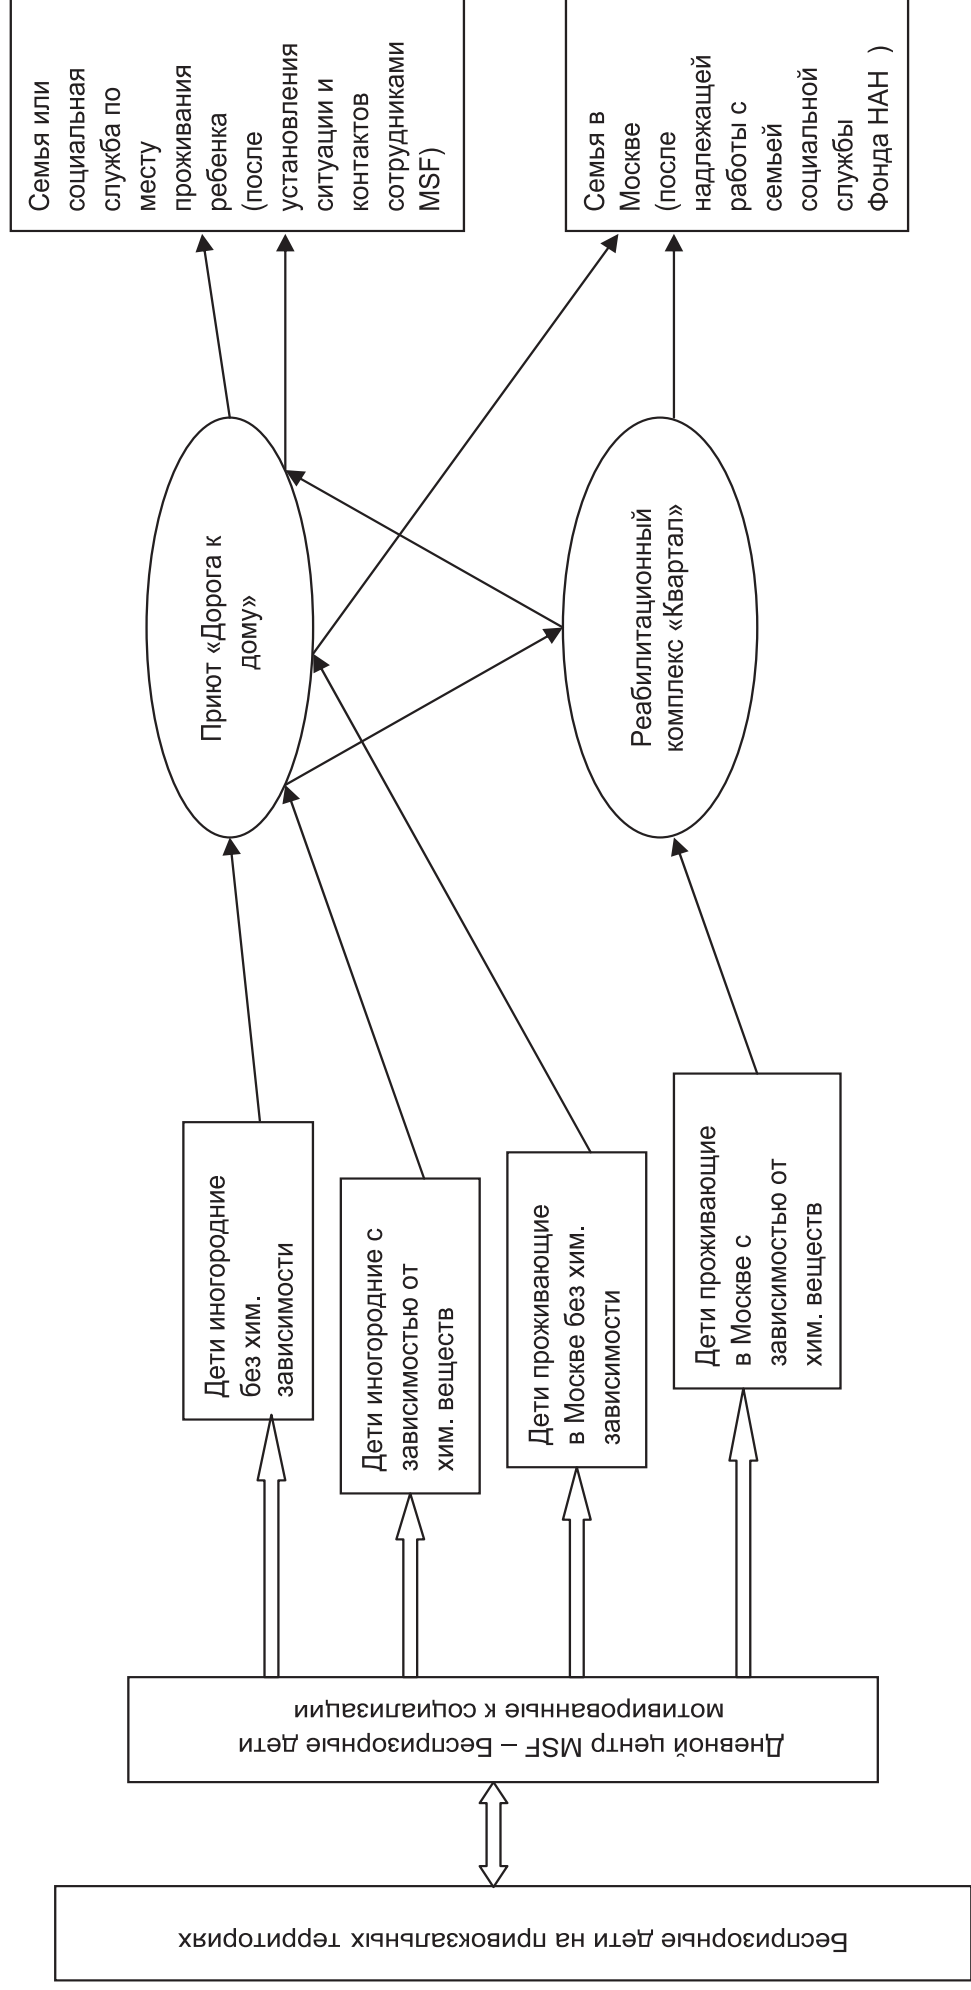 Беспризорные дети на привокзальных территориях
Дневной центр MSF – Беспризорные дети
мотивированные к социализации
Дети иногородние
без хим.
зависимости
Дети иногородние с
зависимостью от
хим. веществ
Дети проживающие
в Москве без хим.
зависимости
Дети проживающие
в Москве с
зависимостью от
хим. веществ
Приют «Дорога к
дому»
Реабилитационный
комплекс «Квартал»
Семья или
социальная
служба по
месту
проживания
ребенка
(после
установления
ситуации и
контактов
сотрудниками
MSF)
Семья в
Москве
(после
надлежащей
работы с
семьей
социальной
службы
Фонда НАН )